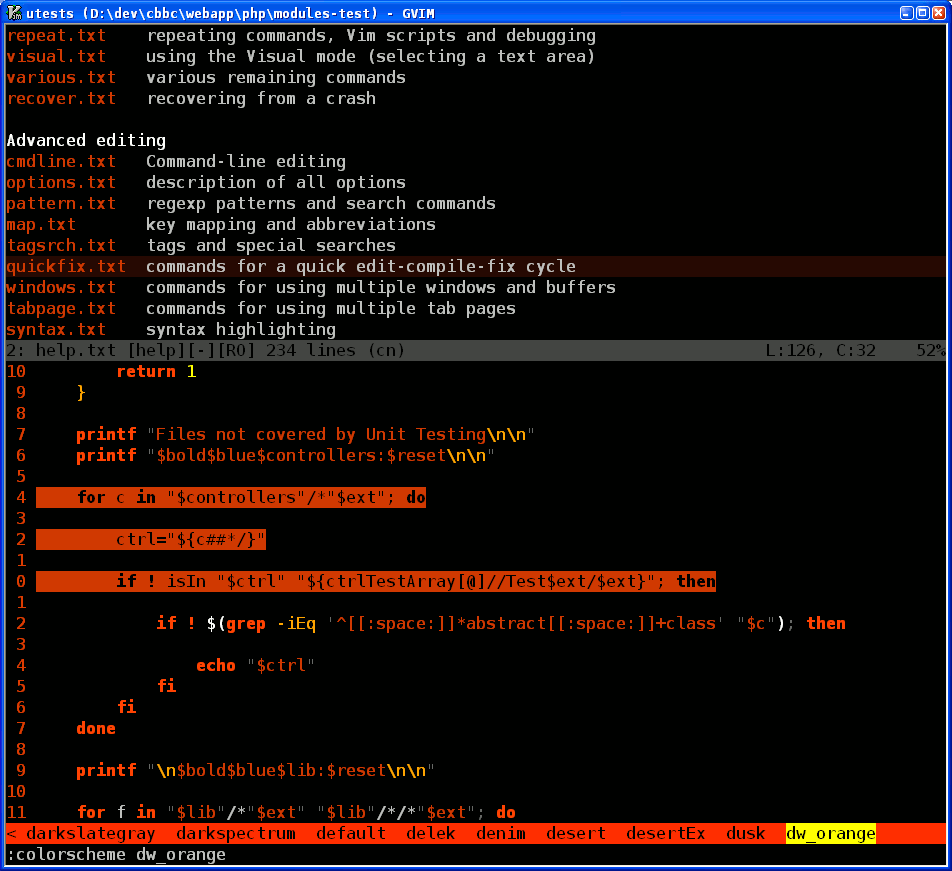 utests (D:\dev\cbbc\webapp\php\modules-test) - GVIM
repeat.txt    repeating commands, Vim scripts and debugging
visual.txt    using the Visual mode (selecting a text area)
various.txt   various remaining commands
recover.txt   recovering from a crash
Advanced editing
cmdline.txt   Command-line editing
options.txt   description of all options
pattern.txt   regexp patterns and search commands
map.txt       key mapping and abbreviations
tagsrch.txt   tags and special searches
quickfix.txt  commands for a quick edit-compile-fix cycle
windows.txt   commands for using multiple windows and buffers
tabpage.txt   commands for using multiple tab pages
syntax.txt    syntax highlighting
2: help.txt [help][-][RO] 234 lines (cn)    L:126, C:32    52%
10         return 1
9      }
8
7      printf "Files not covered by Unit Testing\n\n"
6      printf "$bold$blue$controllers:$reset\n\n"
5
4      for c in "$controllers"/*"$ext"; do
3
2          ctrl="${c##*/}"
1
0          if ! isIn "$ctrl" "${ctrlTestArray[@]//Test$ext/$ext}"; then
1
2              if ! $(grep -iEq '^[[:space:]]*abstract[[:space:]]+class' "$c"); then
3
4                  echo "$ctrl"
5              fi
6          fi
7      done
8
9      printf "\n$bold$blue$lib:$reset\n\n"
10
11     for f in "$lib"/*"$ext" "$lib"/*/*"$ext"; do
< darkslategray  darkspectrum  default  delek  denim  desert  desertEx  dusk  dw_orange
:colorscheme dw_orange